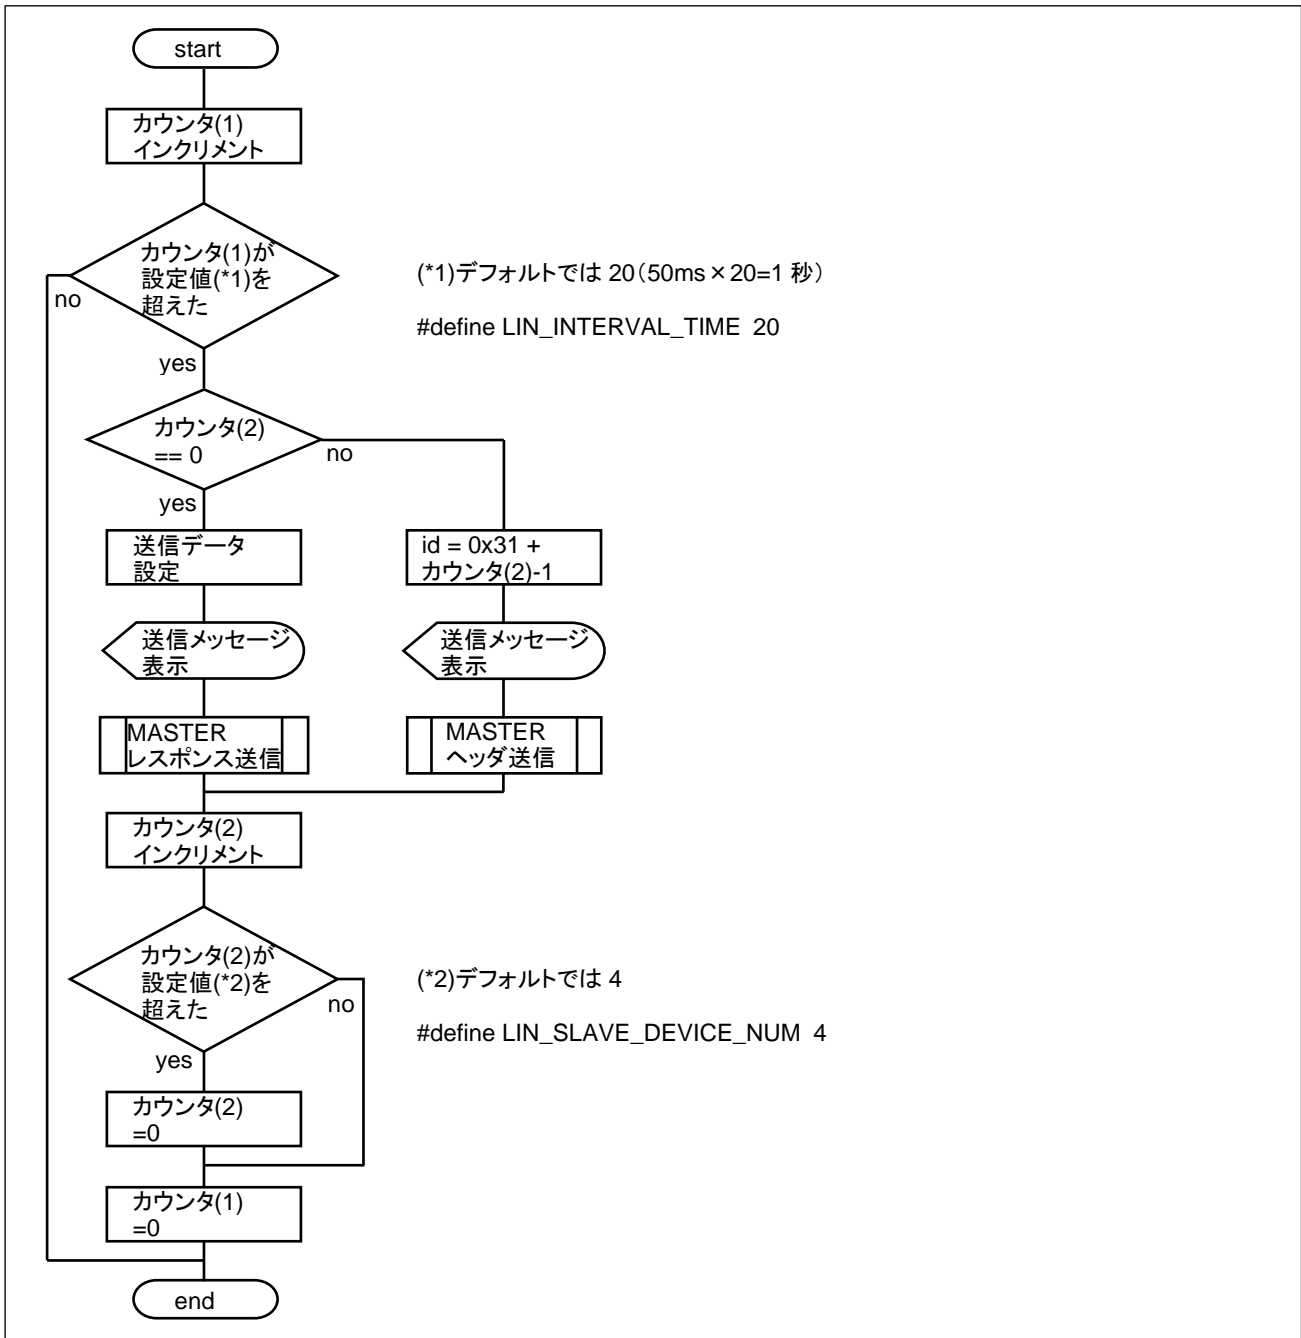 start
カウンタ(1)
インクリメント
カウンタ(1)が
設定値(*1)を
超えた
no
(*1)デフォルトでは 20(50ms×20=1 秒)
#define LIN_INTERVAL_TIME 20
yes
カウンタ(2)
== 0
no
yes
送信データ
設定
id = 0x31 +
カウンタ(2)-1
送信メッセージ
表示
送信メッセージ
表示
MASTER
レスポンス送信
MASTER
ヘッダ送信
カウンタ(2)
インクリメント
カウンタ(2)が
設定値(*2)を
超えた
no
(*2)デフォルトでは 4
#define LIN_SLAVE_DEVICE_NUM 4
yes
カウンタ(2)
=0
カウンタ(1)
=0
end